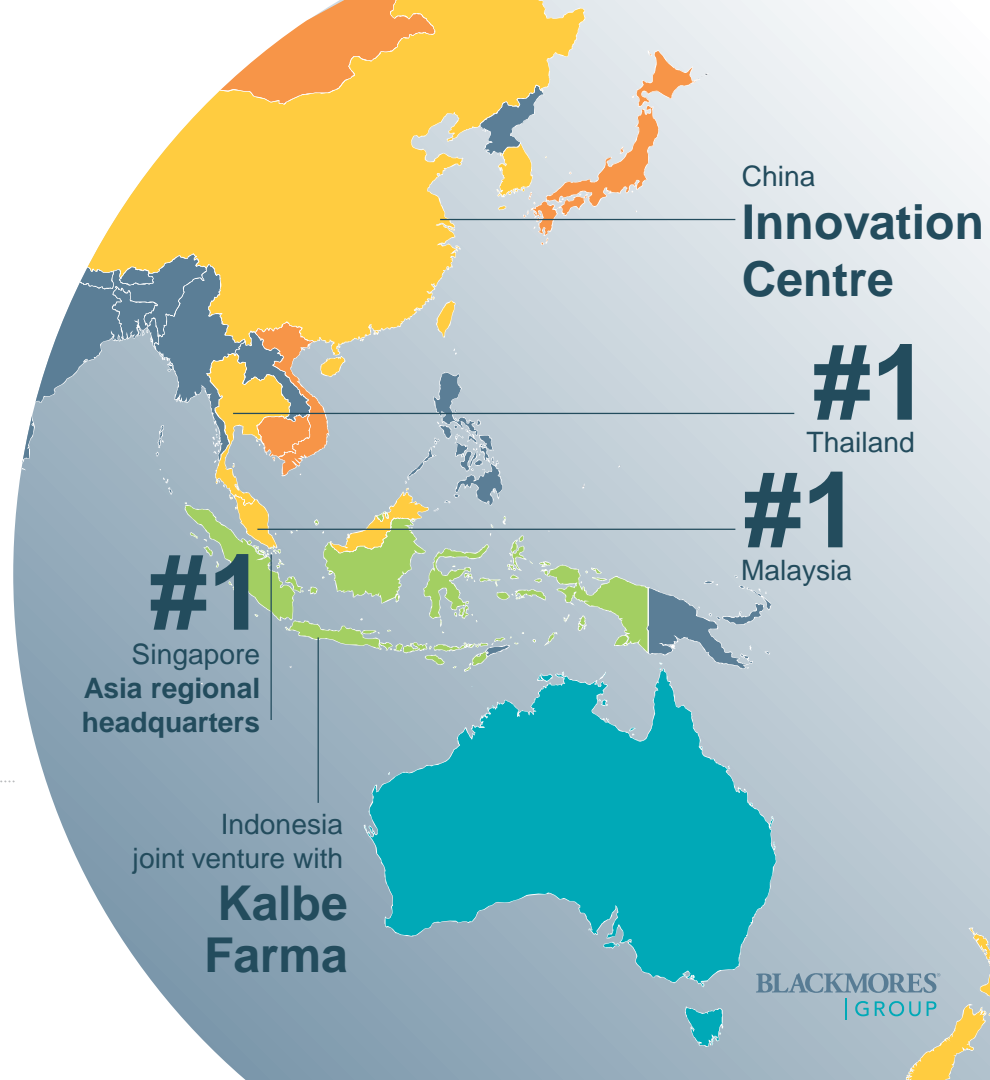 China
Innovation
Centre
#1
Thailand
#1
Malaysia
#1
Singapore
Asia regional
headquarters
Indonesia
joint venture with
Kalbe
Farma
BLACKMORES®
GROUP